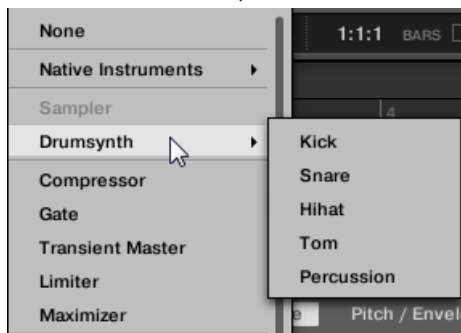 None
1:1:1 BARS
Native Instruments
Sampler
4
Drumsynth
Kick
Compressor
Snare
Gate
Hihat
Transient Master
Tom
Limiter
Percussion
Maximizer
Pitch /